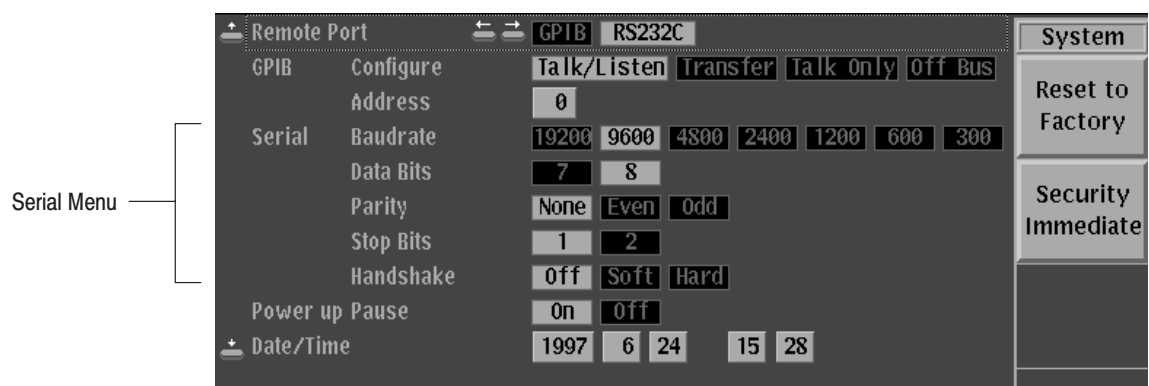 Remote Port GPIB RS232C
GPIB Configure Talk/Listen Transfer Talk Only Off Bus
Address 0
Serial Baudrate 19200 9600 4800 2400 1200 600 300
Data Bits 7 8
Parity None Even Odd
Stop Bits 1 2
Handshake Off Soft Hard
Power up Pause On Off
Date/Time 1997 6 24 15 28
Serial Menu
System
Reset to
Factory
Security
Immediate